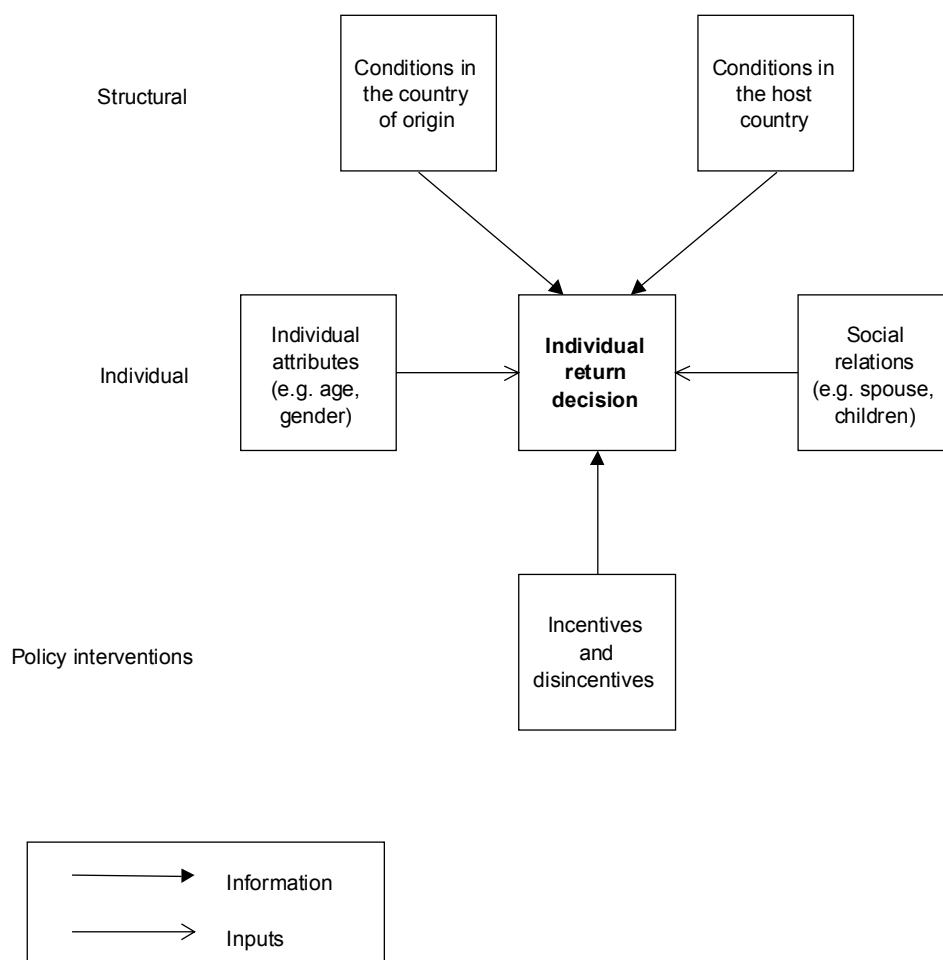 Structural
Conditions in
the country
of origin
Conditions in
the host
country
Individual
Individual
attributes
(e.g. age,
gender)
Individual
return
decision
Social
relations
(e.g. spouse,
children)
Policy interventions
Incentives
and
disincentives
Information
Inputs